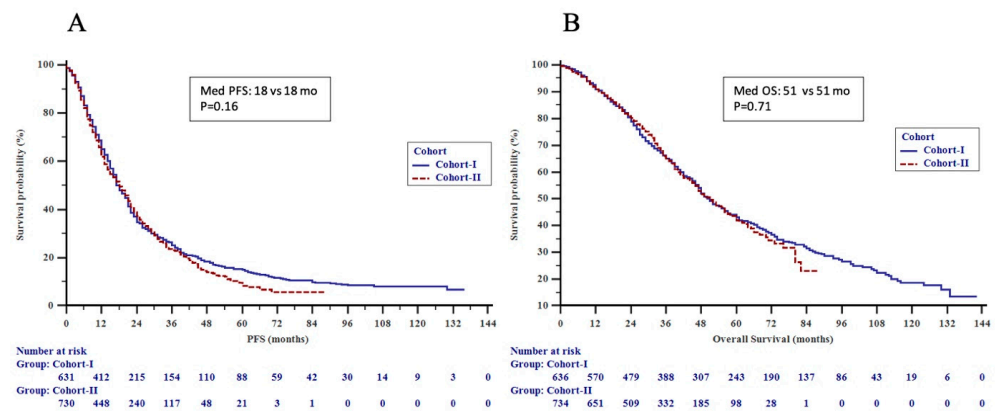 A
Med PFS: 18 vs 18 mo
P=0.16
Cohort
Cohort-I
Cohort-II
Survival probability (%)
100
80
60
40
20
0
0 12 24 36 48 60 72 84 96 108 120 132 144
PFS (months)
Number at risk
Group: Cohort-I
631 412 215 154 110 88 59 42 30 14 9 3 0
Group: Cohort-II
730 448 240 117 48 21 3 1 0 0 0 0 0
B
Med OS: 51 vs 51 mo
P=0.71
Cohort
Cohort-I
Cohort-II
Survival probability (%)
100
90
80
70
60
50
40
30
20
10
0 12 24 36 48 60 72 84 96 108 120 132 144
Overall Survival (months)
Number at risk
Group: Cohort-I
636 570 479 388 307 243 190 137 86 43 19 6 0
Group: Cohort-II
734 651 509 332 185 98 28 1 0 0 0 0 0